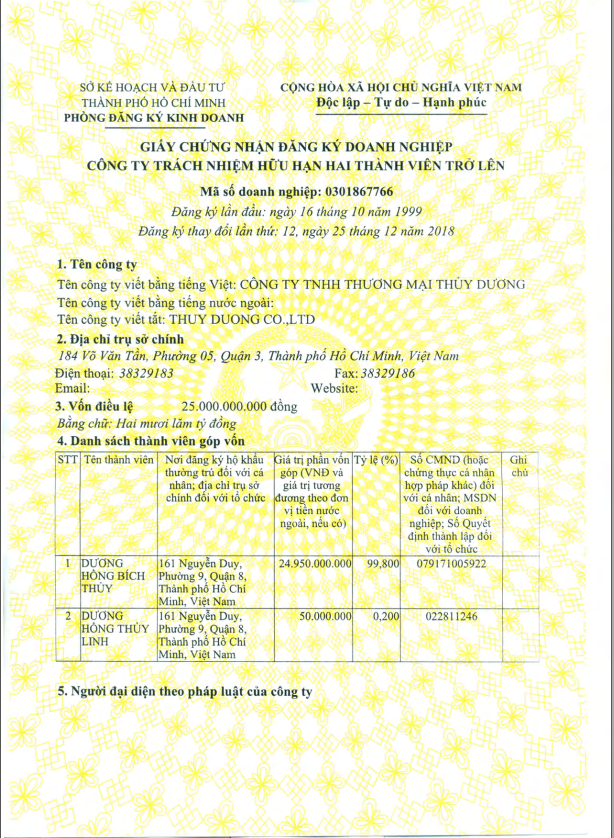 SỞ KẾ HOẠCH VÀ ĐẦU TƯ
THÀNH PHỐ HỒ CHÍ MINH
PHÒNG ĐĂNG KÝ KINH DOANH
CỘNG HÒA XÃ HỘI CHỦ NGHĨA VIỆT NAM
Độc lập – Tự do – Hạnh phúc
GIẤY CHỨNG NHẬN ĐĂNG KÝ DOANH NGHIỆP
CÔNG TY TRÁCH NHIỆM HỮU HẠN HAI THÀNH VIÊN TRỞ LÊN
Mã số doanh nghiệp: 0301867766
Đăng ký lần đầu: ngày 16 tháng 10 năm 1999
Đăng ký thay đổi lần thứ: 12, ngày 25 tháng 12 năm 2018
1. Tên công ty
Tên công ty viết bằng tiếng Việt: CÔNG TY TNHH THƯƠNG MẠI THỦY DƯƠNG
Tên công ty viết bằng tiếng nước ngoài:
Tên công ty viết tắt: THUY DUONG CO.,LTD
2. Địa chỉ trụ sở chính
184 Võ Văn Tần, Phường 05, Quận 3, Thành phố Hồ Chí Minh, Việt Nam
Điện thoại: 38329183 Fax: 38329186
Email: Website:
3. Vốn điều lệ 25.000.000.000 đồng
Bằng chữ: Hai mươi lăm tỷ đồng
4. Danh sách thành viên góp vốn
STT
Tên thành viên
Nơi đăng ký hộ khẩu
thường trú đối với cá
nhân; địa chỉ trụ sở
chính đối với tổ chức
Giá trị phần vốn
góp (VNĐ và
giá trị tương
đương theo đơn
vị tiền nước
ngoài, nếu có)
Tỷ lệ (%)
Số CMND (hoặc
chứng thực cá nhân
hợp pháp khác) đối
với cá nhân; MSDN
đối với doanh
nghiệp; Số Quyết
định thành lập đối
với tổ chức
Ghi
chú
1
DƯƠNG
HỒNG BÍCH
THỦY
161 Nguyễn Duy,
Phường 9, Quận 8,
Thành phố Hồ Chí
Minh, Việt Nam
24.950.000.000
99,800
079171005922
2
DƯƠNG
HỒNG THÙY
LINH
161 Nguyễn Duy,
Phường 9, Quận 8,
Thành phố Hồ Chí
Minh, Việt Nam
50.000.000
0,200
022811246
5. Người đại diện theo pháp luật của công ty